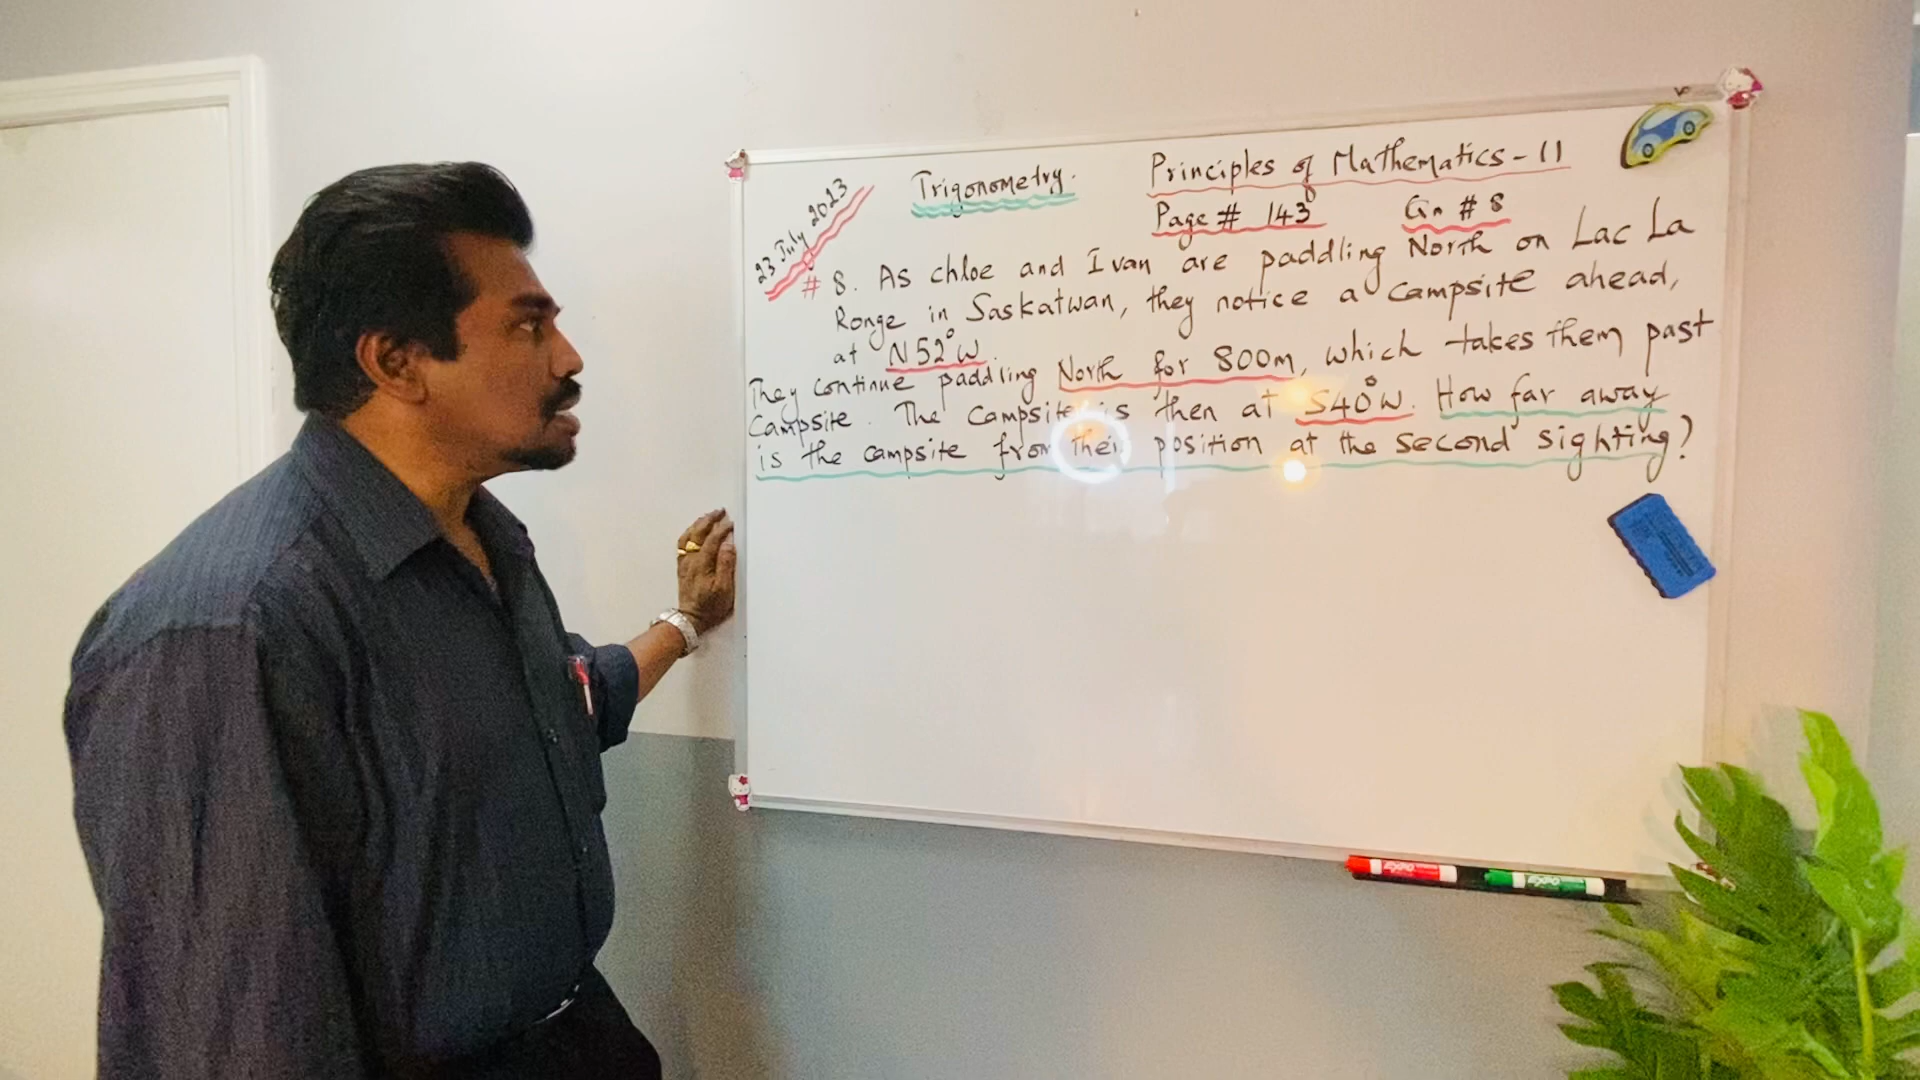 Trigonometry. Principles of Mathematics - 11
23 July 2023
Page # 143 Qn # 8
# 8. As chloe and Ivan are paddling North on Lac La
Ronge in Saskatwan, they notice a campsite ahead,
at N52°W.
They continue paddling North for 800m, which takes them past
Campsite. The Campsite is then at S40°W. How far away
is the campsite from their position at the second sighting?